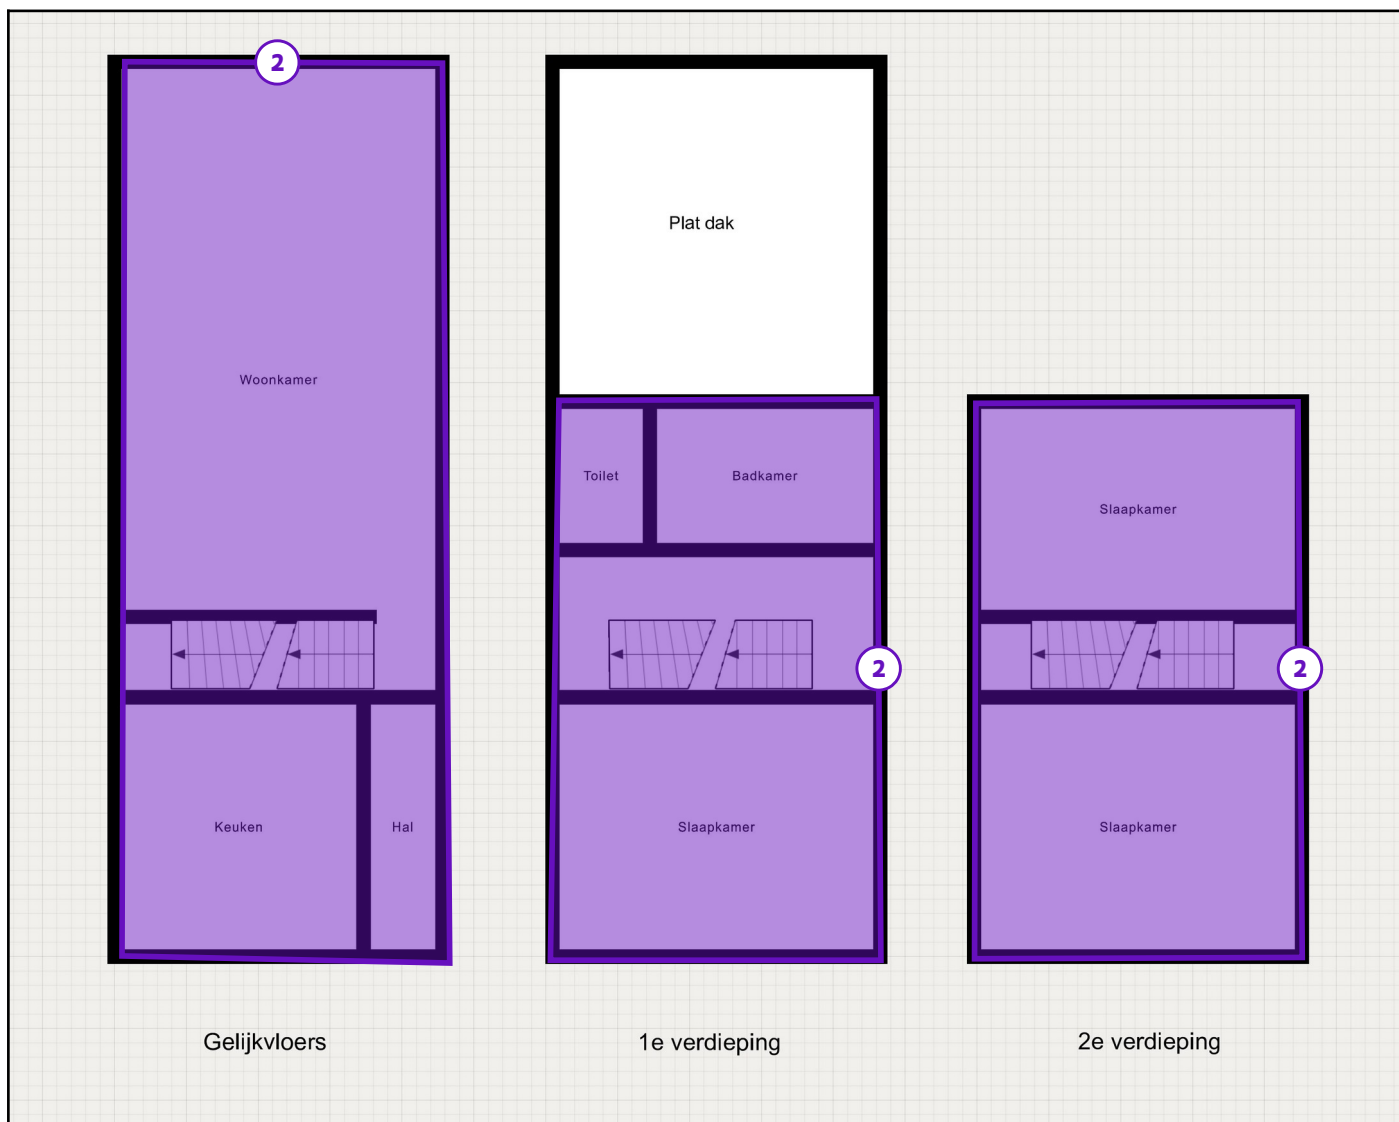 2
Woonkamer
Keuken
Hal
Gelijkvloers
Plat dak
Toilet
Badkamer
2
Slaapkamer
1e verdieping
Slaapkamer
2
Slaapkamer
2e verdieping